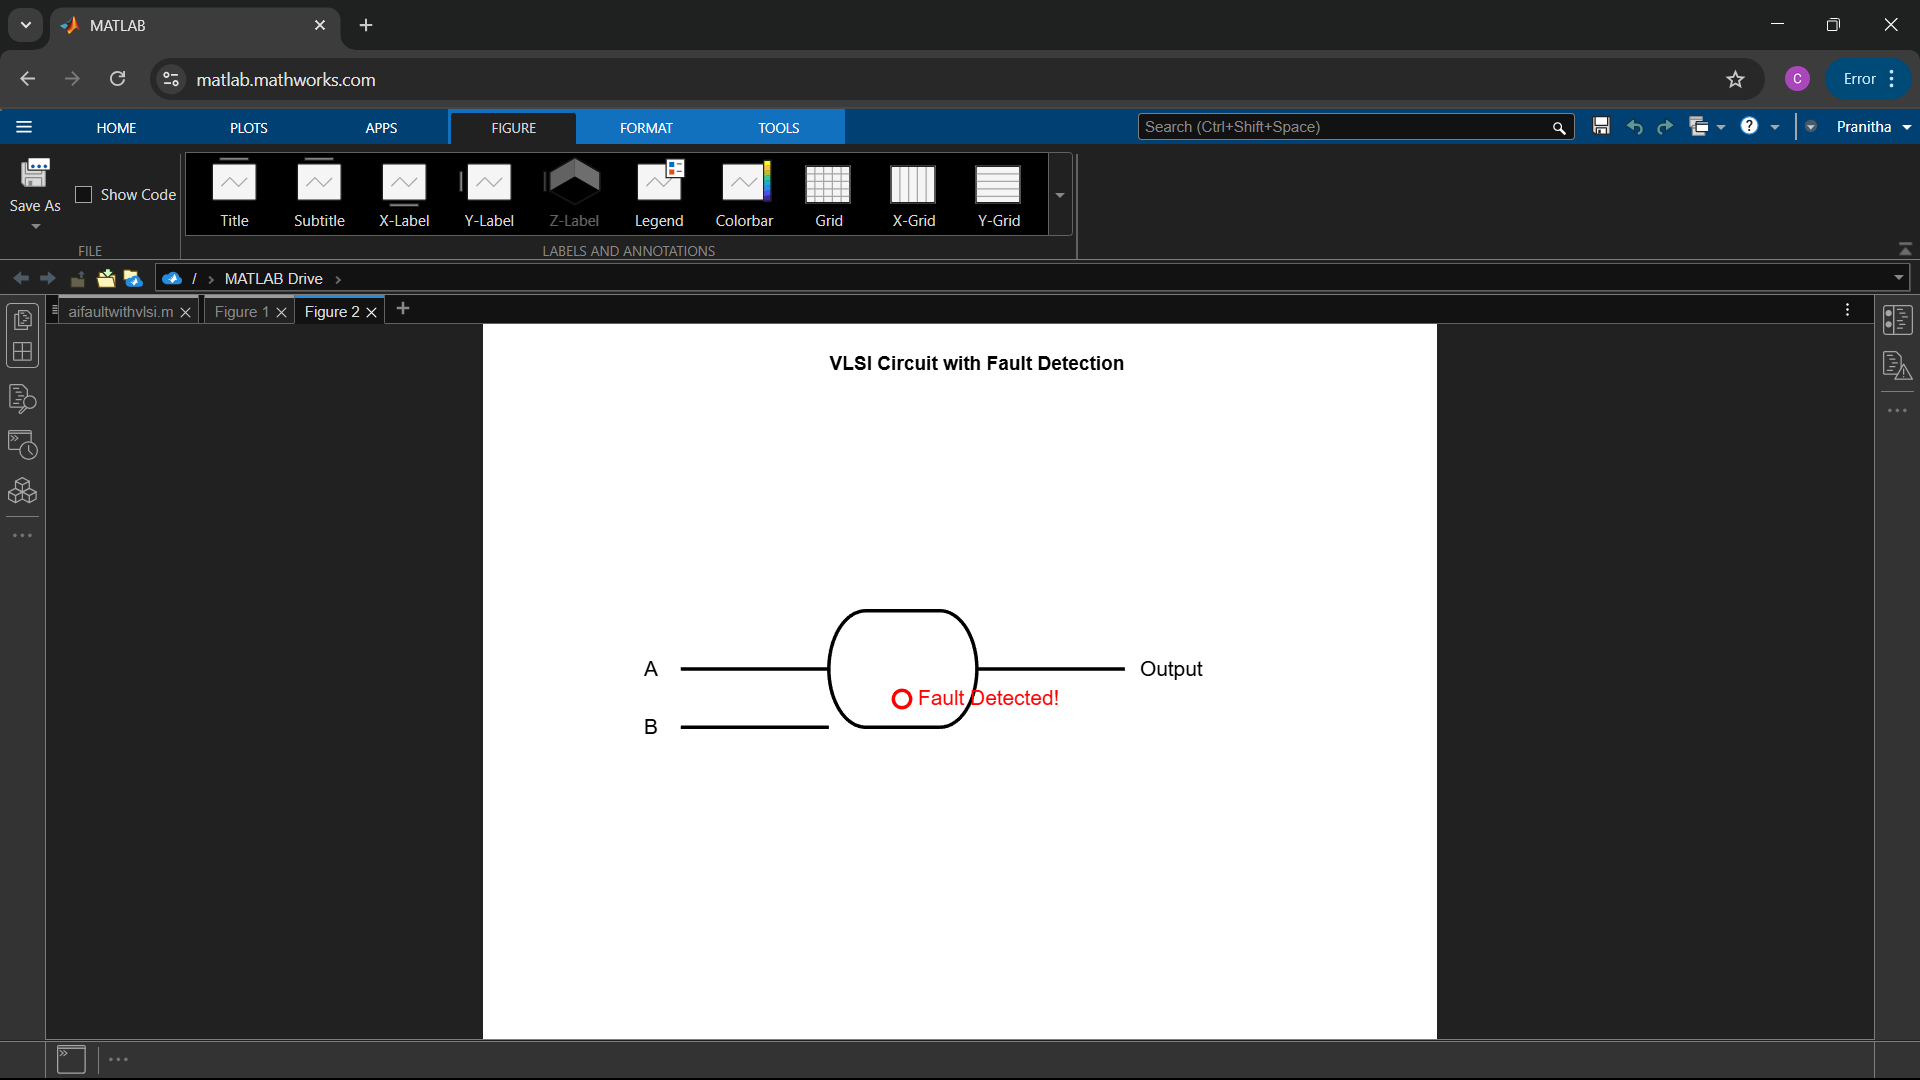 MATLAB
matlab.mathworks.com
C
Error
HOME PLOTS APPS FIGURE FORMAT TOOLS
Search (Ctrl+Shift+Space)
?
Pranitha
Save As
Show Code
Title Subtitle X-Label Y-Label Z-Label Legend Colorbar Grid X-Grid Y-Grid
FILE
LABELS AND ANNOTATIONS
/ › MATLAB Drive ›
aifaultwithvlsi.m
Figure 1
Figure 2
VLSI Circuit with Fault Detection
A
Output
Fault Detected!
B